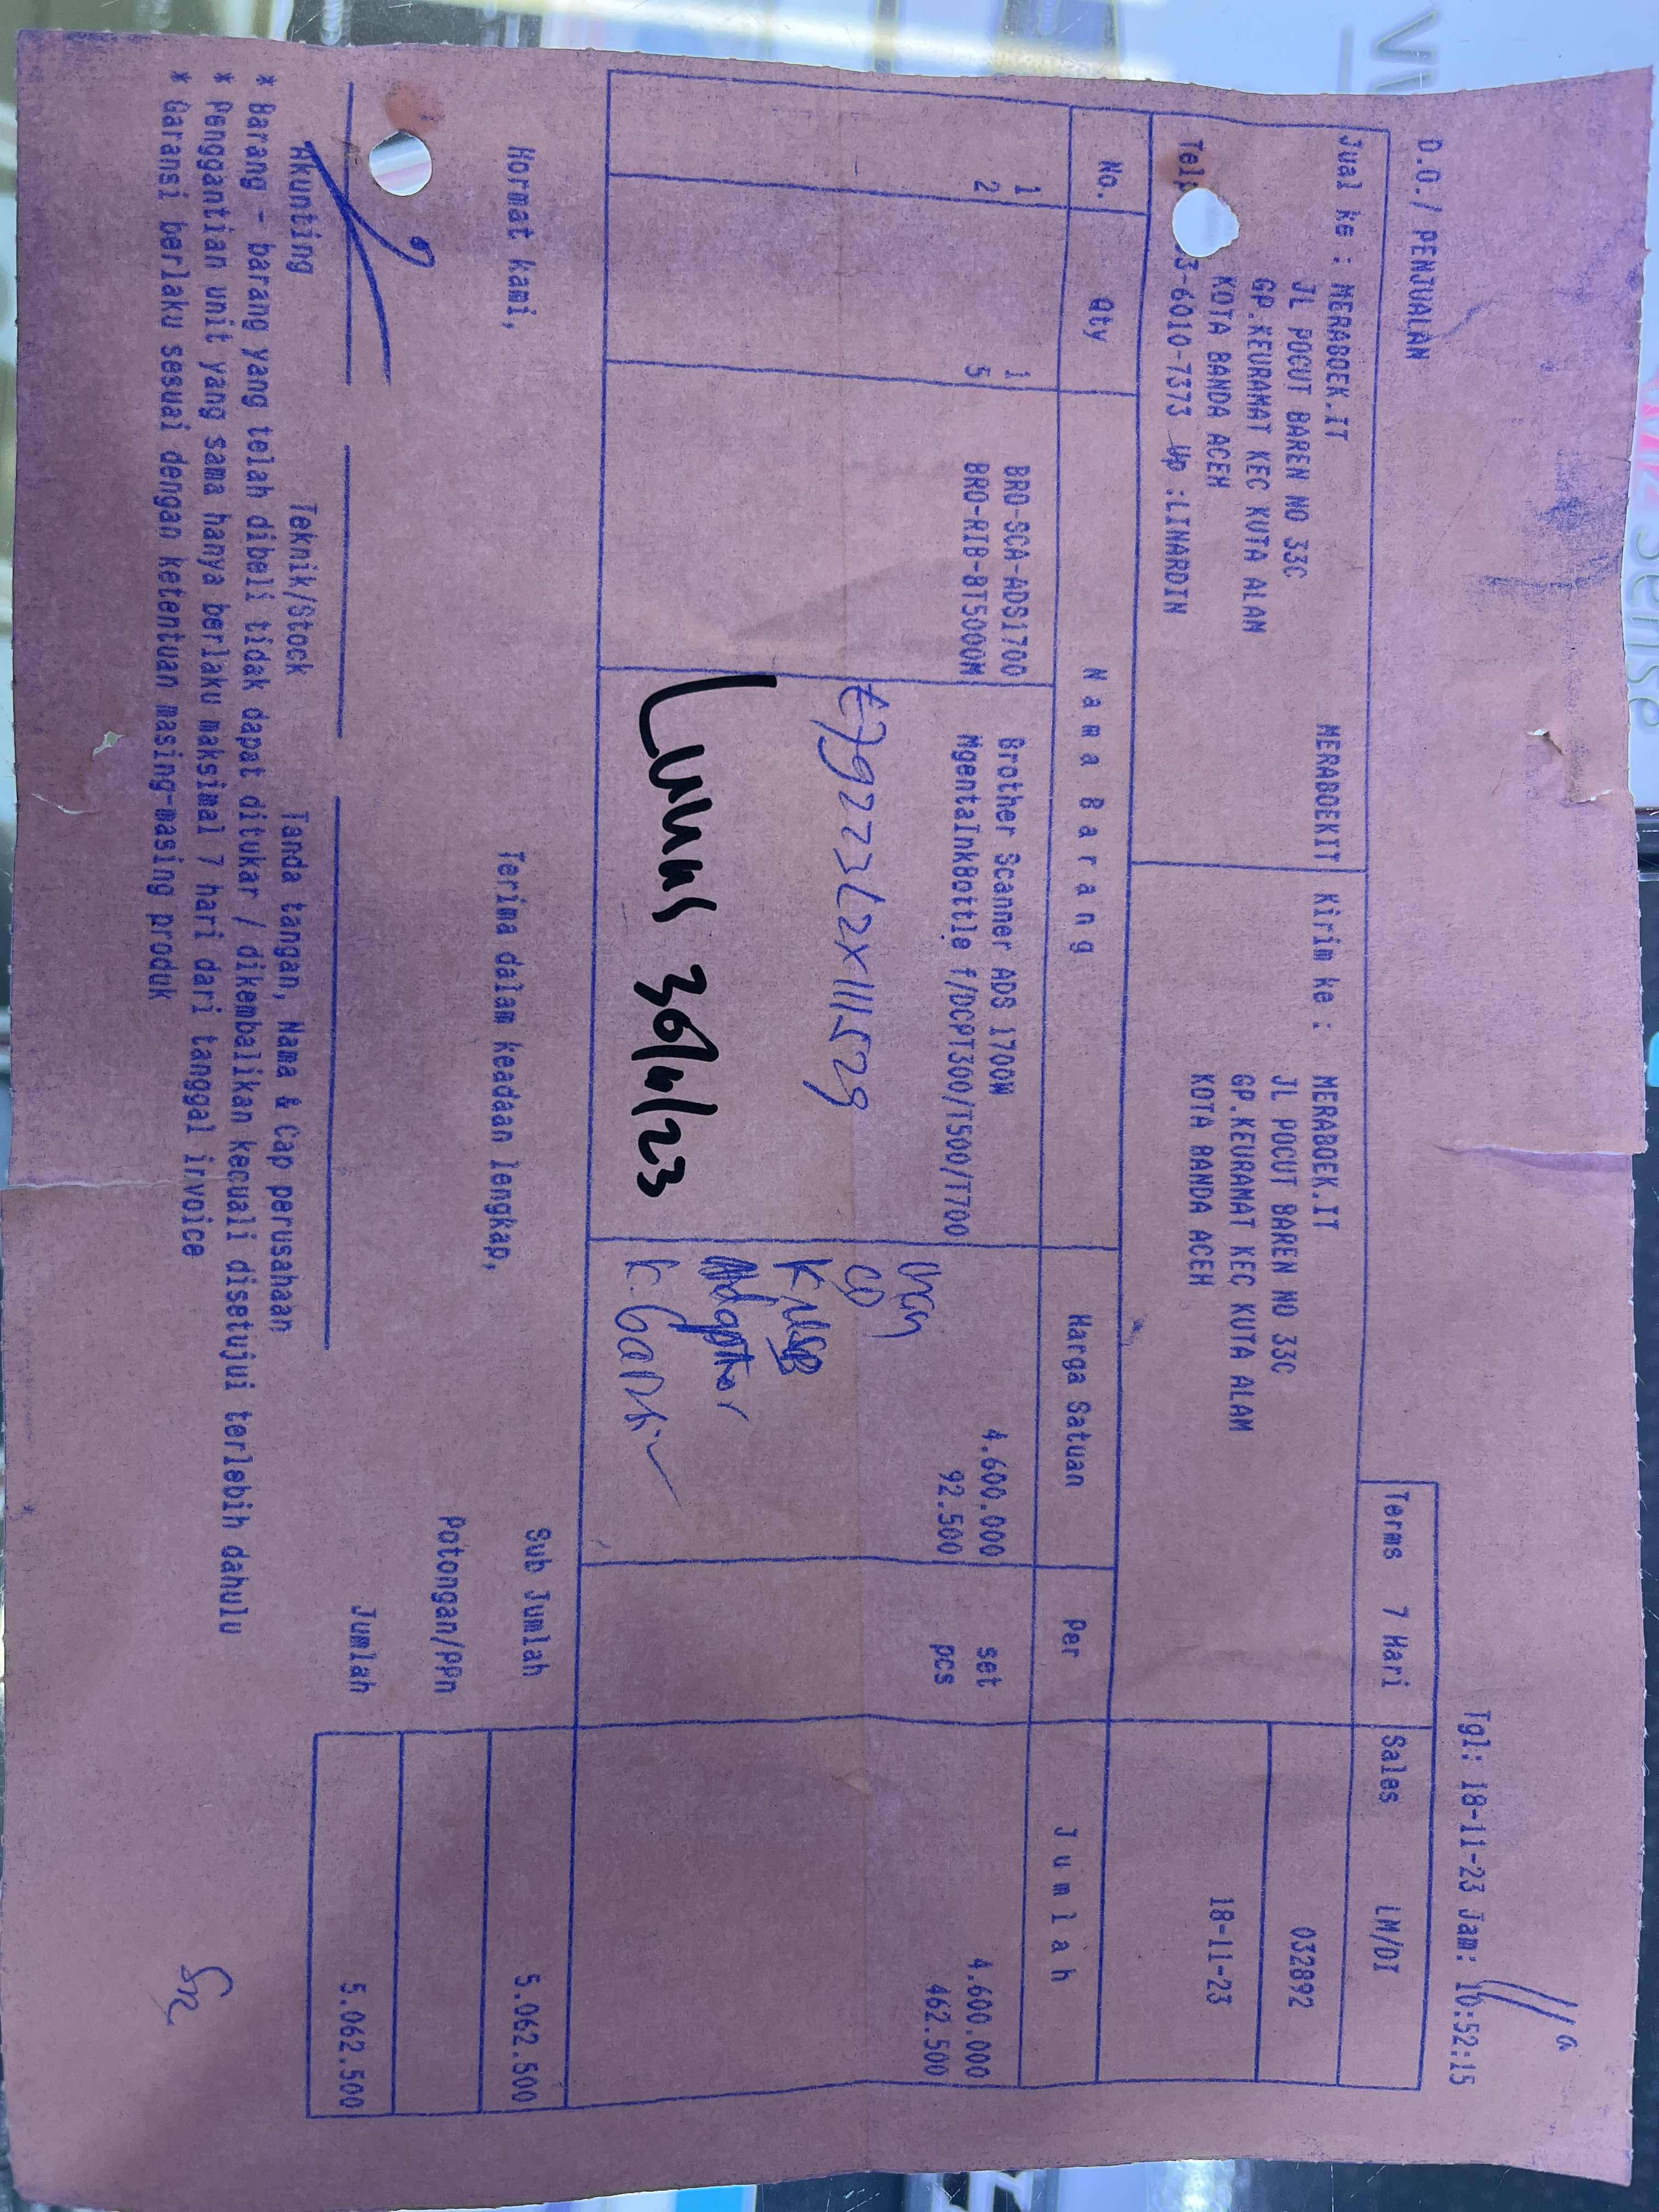 D.O./ PENJUALAN
Tgl: 18-11-23 Jam: 10:52:15
Terms 7 Hari Sales LM/DI
Jual ke : MERABOEK.IT MERABOEKIT Kirim ke : MERABOEK.IT
JL POCUT BAREN NO 33C JL POCUT BAREN NO 33C 032892
GP.KEURAMAT KEC KUTA ALAM GP.KEURAMAT KEC KUTA ALAM
KOTA BANDA ACEH KOTA BANDA ACEH 18-11-23
3-6010-7373 Up :LINARDIN
No. Qty Nama Barang Harga Satuan Per Jumlah
1 1 BRO-SCA-ADS1700 Brother Scanner ADS 1700W 4.600.000 set 4.600.000
2 5 BRO-RIB-BT5000M MgentaInkBottle f/DCPT300/T500/T700 92.500 pcs 462.500
CD
K. USB
Adaptor
Lunas
Hormat kami, Terima dalam keadaan lengkap, Sub Jumlah 5.062.500
Potongan/PPn
Jumlah 5.062.500
Akunting Teknik/Stock Tanda tangan, Nama & Cap perusahaan
* Barang - barang yang telah dibeli tidak dapat ditukar / dikembalikan kecuali disetujui terlebih dahulu
* Penggantian unit yang sama hanya berlaku maksimal 7 hari dari tanggal invoice
* Garansi berlaku sesuai dengan ketentuan masing-masing produk